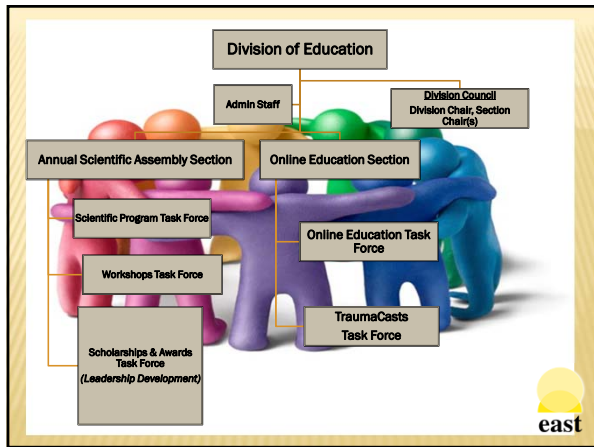 Division of Education
Admin Staff
Division Council
Division Chair, Section
Chair(s)
Annual Scientific Assembly Section
Online Education Section
Scientific Program Task Force
Online Education Task
Force
Workshops Task Force
TraumaCasts
Task Force
Scholarships & Awards
Task Force
(Leadership Development)
east